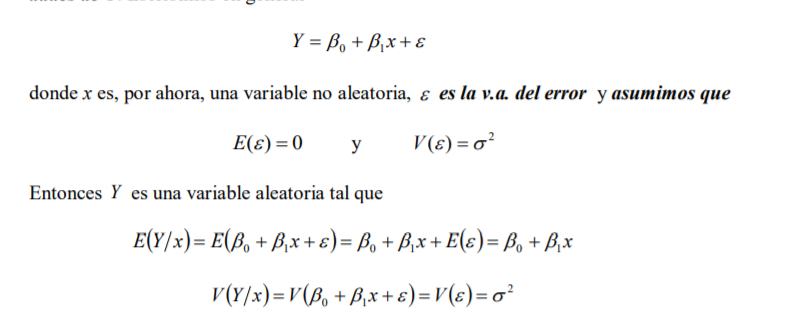 Y = β₀ + β₁x + ε
donde x es, por ahora, una variable no aleatoria, ε es la v.a. del error y asumimos que
E(ε) = 0 y V(ε) = σ²
Entonces Y es una variable aleatoria tal que
E(Y/x) = E(β₀ + β₁x + ε) = β₀ + β₁x + E(ε) = β₀ + β₁x
V(Y/x) = V(β₀ + β₁x + ε) = V(ε) = σ²